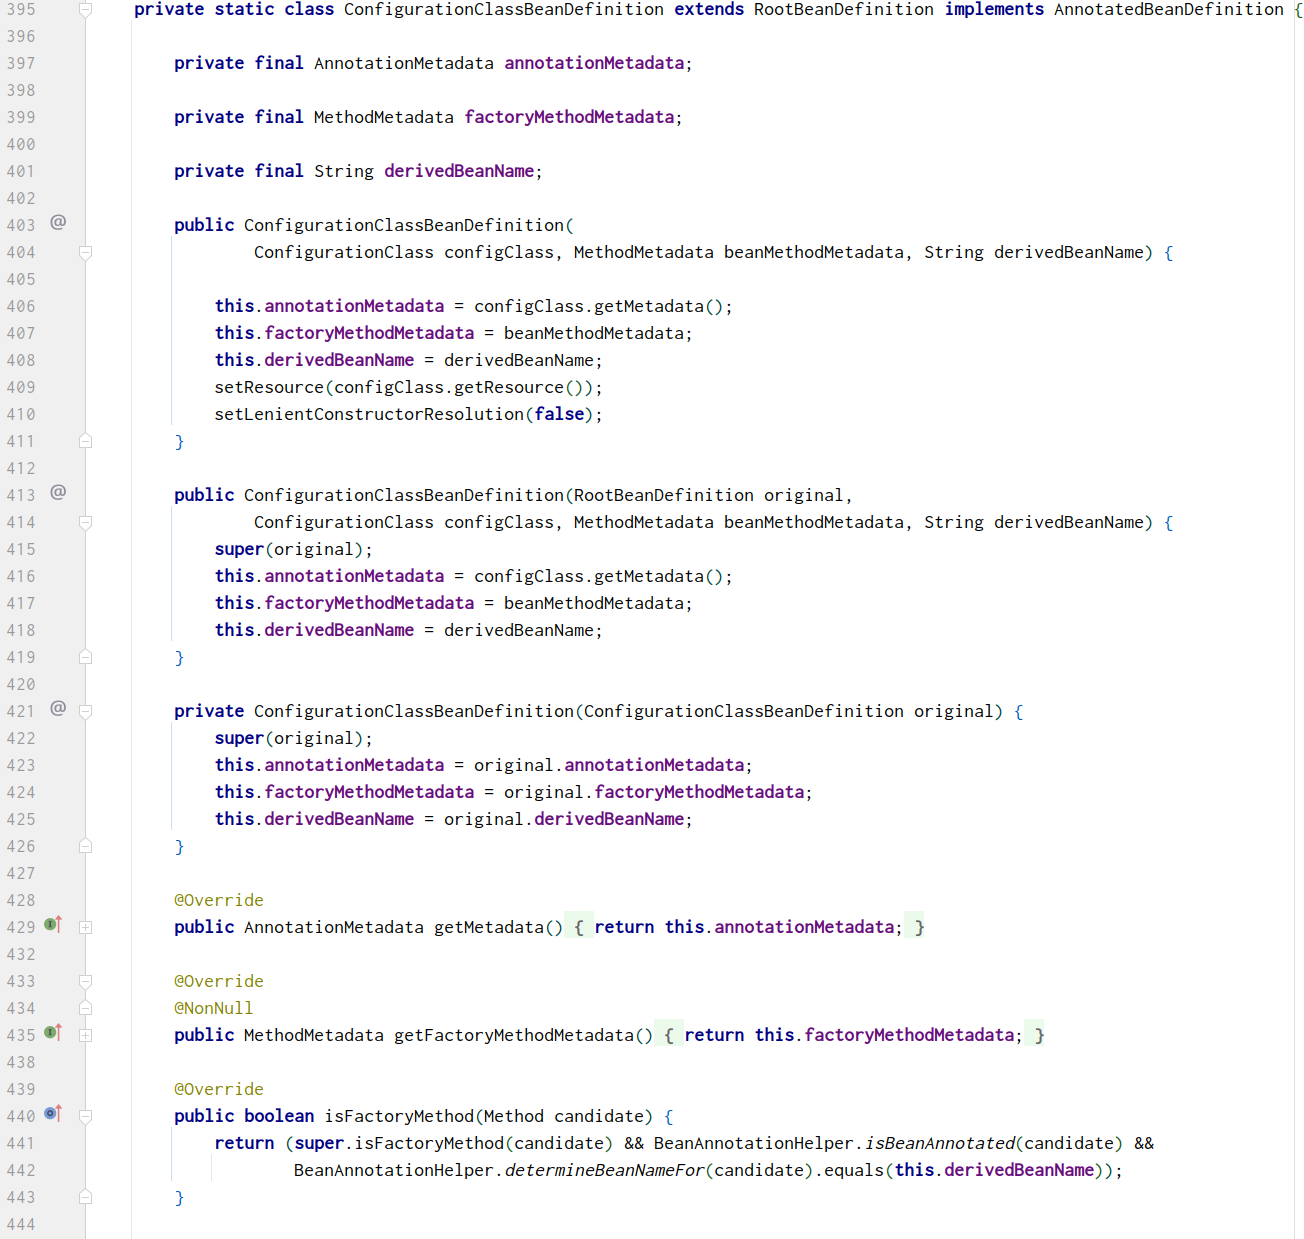 395 private static class ConfigurationClassBeanDefinition extends RootBeanDefinition implements AnnotatedBeanDefinition {
396
397 private final AnnotationMetadata annotationMetadata;
398
399 private final MethodMetadata factoryMethodMetadata;
400
401 private final String derivedBeanName;
402
403 @ public ConfigurationClassBeanDefinition(
404 ConfigurationClass configClass, MethodMetadata beanMethodMetadata, String derivedBeanName) {
405
406 this.annotationMetadata = configClass.getMetadata();
407 this.factoryMethodMetadata = beanMethodMetadata;
408 this.derivedBeanName = derivedBeanName;
409 setResource(configClass.getResource());
410 setLenientConstructorResolution(false);
411 }
412
413 @ public ConfigurationClassBeanDefinition(RootBeanDefinition original,
414 ConfigurationClass configClass, MethodMetadata beanMethodMetadata, String derivedBeanName) {
415 super(original);
416 this.annotationMetadata = configClass.getMetadata();
417 this.factoryMethodMetadata = beanMethodMetadata;
418 this.derivedBeanName = derivedBeanName;
419 }
420
421 @ private ConfigurationClassBeanDefinition(ConfigurationClassBeanDefinition original) {
422 super(original);
423 this.annotationMetadata = original.annotationMetadata;
424 this.factoryMethodMetadata = original.factoryMethodMetadata;
425 this.derivedBeanName = original.derivedBeanName;
426 }
427
428 @Override
429 public AnnotationMetadata getMetadata() { return this.annotationMetadata; }
432
433 @Override
434 @NonNull
435 public MethodMetadata getFactoryMethodMetadata() { return this.factoryMethodMetadata; }
438
439 @Override
440 public boolean isFactoryMethod(Method candidate) {
441 return (super.isFactoryMethod(candidate) && BeanAnnotationHelper.isBeanAnnotated(candidate) &&
442 BeanAnnotationHelper.determineBeanNameFor(candidate).equals(this.derivedBeanName));
443 }
444